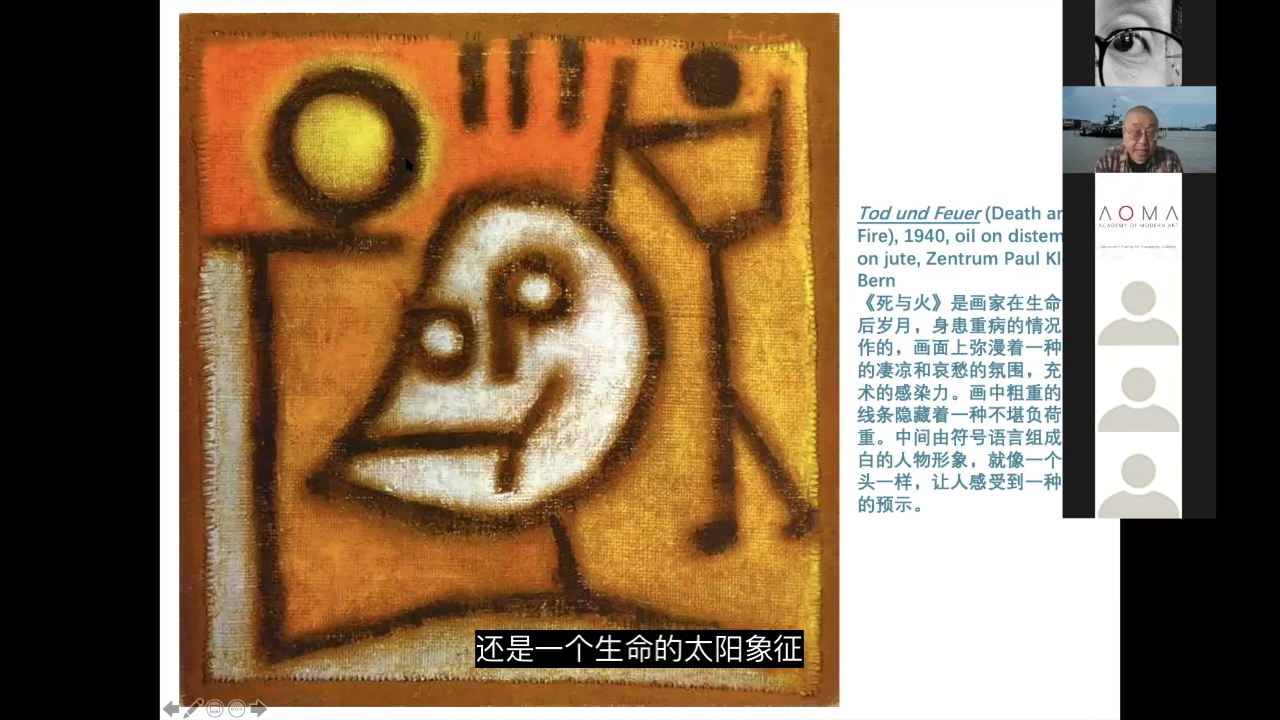 Tod und Feuer (Death ar
Fire), 1940, oil on distem
on jute, Zentrum Paul Kl
Bern
《死与火》是画家在生命
后岁月，身患重病的情况
作的，画面上弥漫着一种
的凄凉和哀愁的氛围，充
术的感染力。画中粗重的
线条隐藏着一种不堪负荷
重。中间由符号语言组成
白的人物形象，就像一个
头一样，让人感受到一种
的预示。
AOMA
ACADEMY OF MODERN ART
还是一个生命的太阳象征